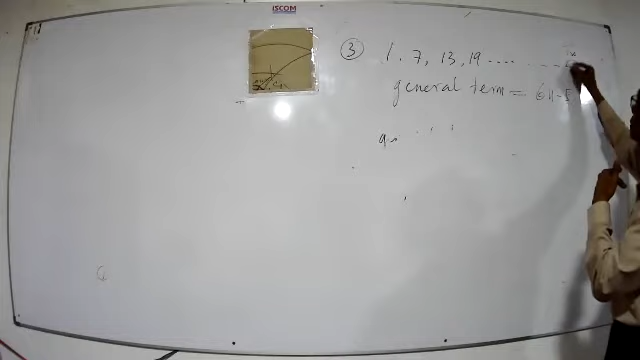 ISCOM
③ 1, 7, 13, 19 .... ....
general term = 6n-5